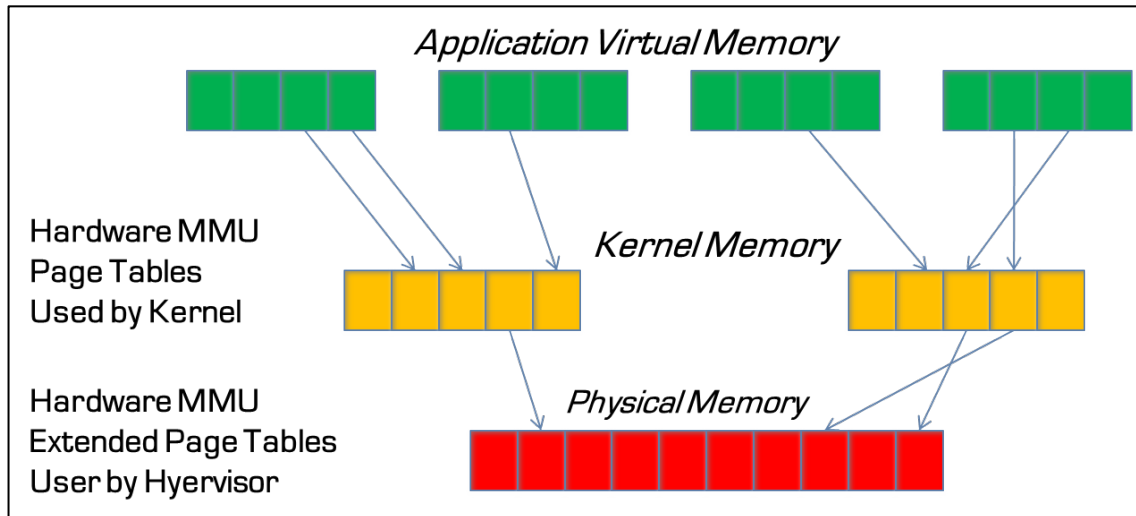 Application Virtual Memory
Hardware MMU
Page Tables
Used by Kernel
Kernel Memory
Hardware MMU
Extended Page Tables
User by Hyervisor
Physical Memory